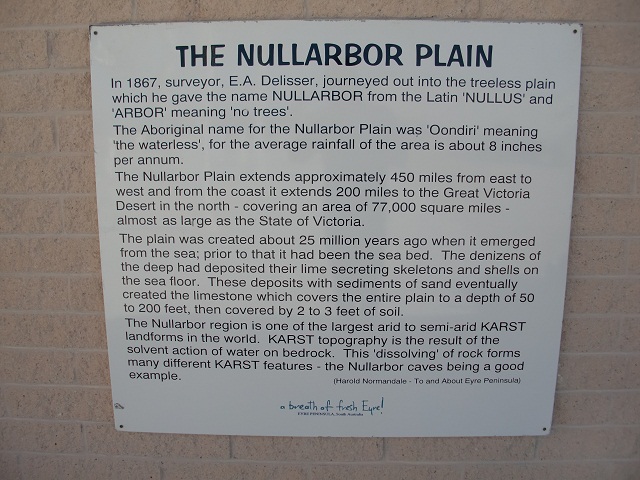 THE NULLARBOR PLAIN
In 1867, surveyor, E.A. Delisser, journeyed out into the treeless plain
which he gave the name NULLARBOR from the Latin 'NULLUS' and
'ARBOR' meaning 'no trees'.
The Aboriginal name for the Nullarbor Plain was 'Oondiri' meaning
'the waterless', for the average rainfall of the area is about 8 inches
per annum.
The Nullarbor Plain extends approximately 450 miles from east to
west and from the coast it extends 200 miles to the Great Victoria
Desert in the north - covering an area of 77,000 square miles -
almost as large as the State of Victoria.
The plain was created about 25 million years ago when it emerged
from the sea; prior to that it had been the sea bed. The denizens of
the deep had deposited their lime secreting skeletons and shells on
the sea floor. These deposits with sediments of sand eventually
created the limestone which covers the entire plain to a depth of 50
to 200 feet, then covered by 2 to 3 feet of soil.
The Nullarbor region is one of the largest arid to semi-arid KARST
landforms in the world. KARST topography is the result of the
solvent action of water on bedrock. This 'dissolving' of rock forms
many different KARST features - the Nullarbor caves being a good
example.
(Harold Normandale - To and About Eyre Peninsula)
a breath of fresh Eyre!
EYRE PENINSULA, South Australia